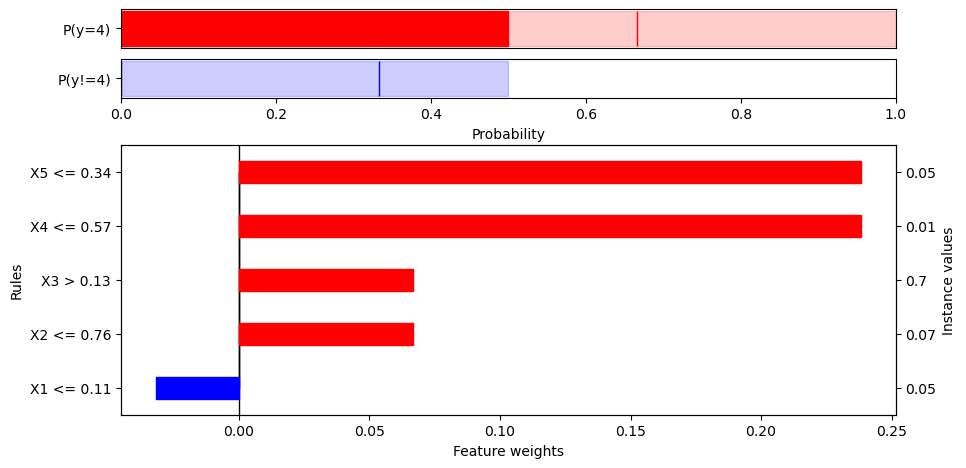 P(y=4)
P(y!=4)
0.0 0.2 0.4 0.6 0.8 1.0
Probability
X5 <= 0.34 0.05
X4 <= 0.57 0.01
X3 > 0.13 0.7
X2 <= 0.76 0.07
X1 <= 0.11 0.05
Rules
Instance values
0.00 0.05 0.10 0.15 0.20 0.25
Feature weights